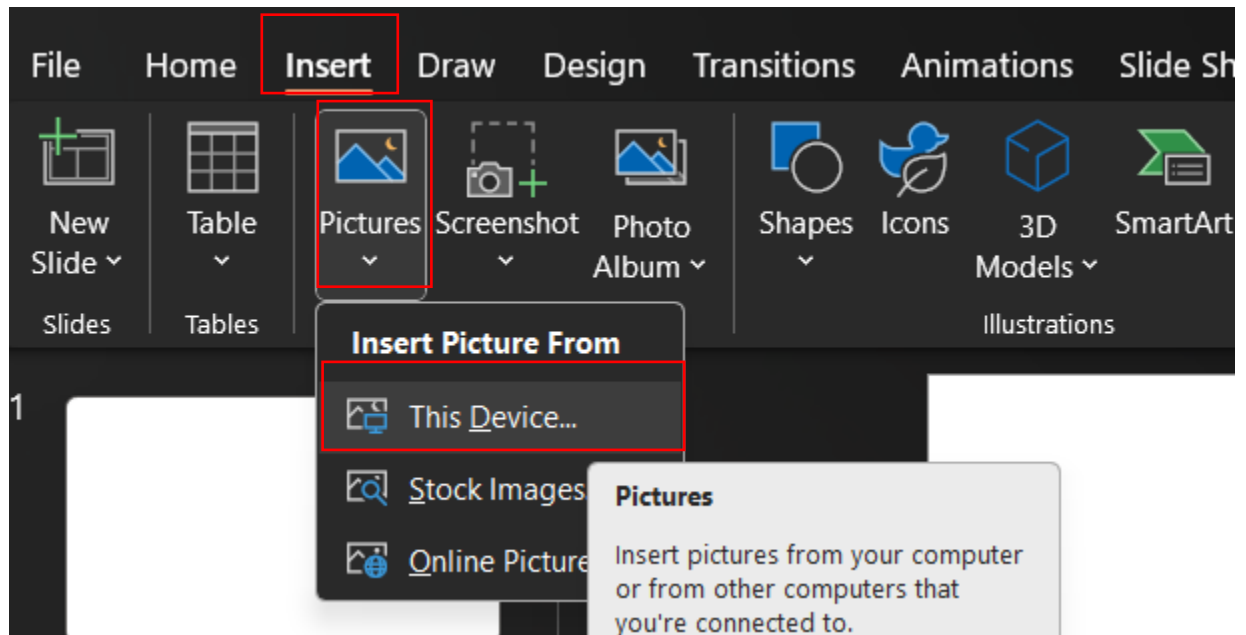 File Home Insert Draw Design Transitions Animations Slide Sh
New Slide
Table
Pictures
Screenshot
Photo Album
Shapes
Icons
3D Models
SmartArt
Slides
Tables
Illustrations
Insert Picture From
This Device...
Stock Images
Online Picture
1
Pictures
Insert pictures from your computer
or from other computers that
you're connected to.